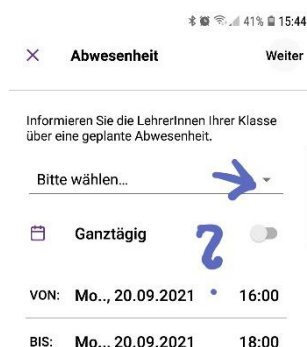 41% 15:44
Abwesenheit Weiter
Informieren Sie die LehrerInnen Ihrer Klasse
über eine geplante Abwesenheit.
Bitte wählen...
Ganztägig
?
VON: Mo.., 20.09.2021 16:00
BIS: Mo.., 20.09.2021 18:00